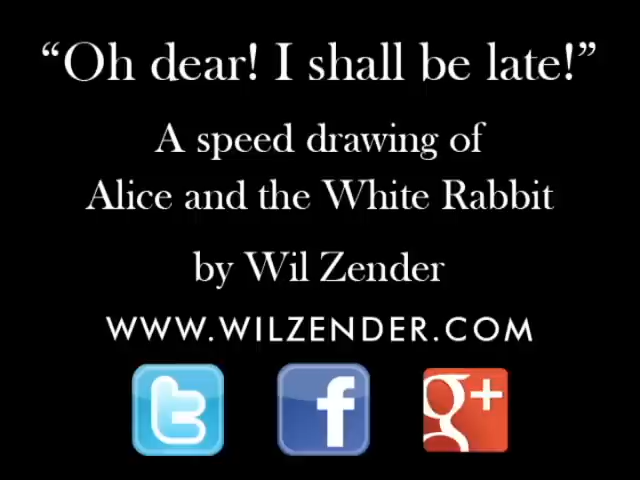 “Oh dear! I shall be late!”
A speed drawing of
Alice and the White Rabbit
by Wil Zender
WWW.WILZENDER.COM
t f g+